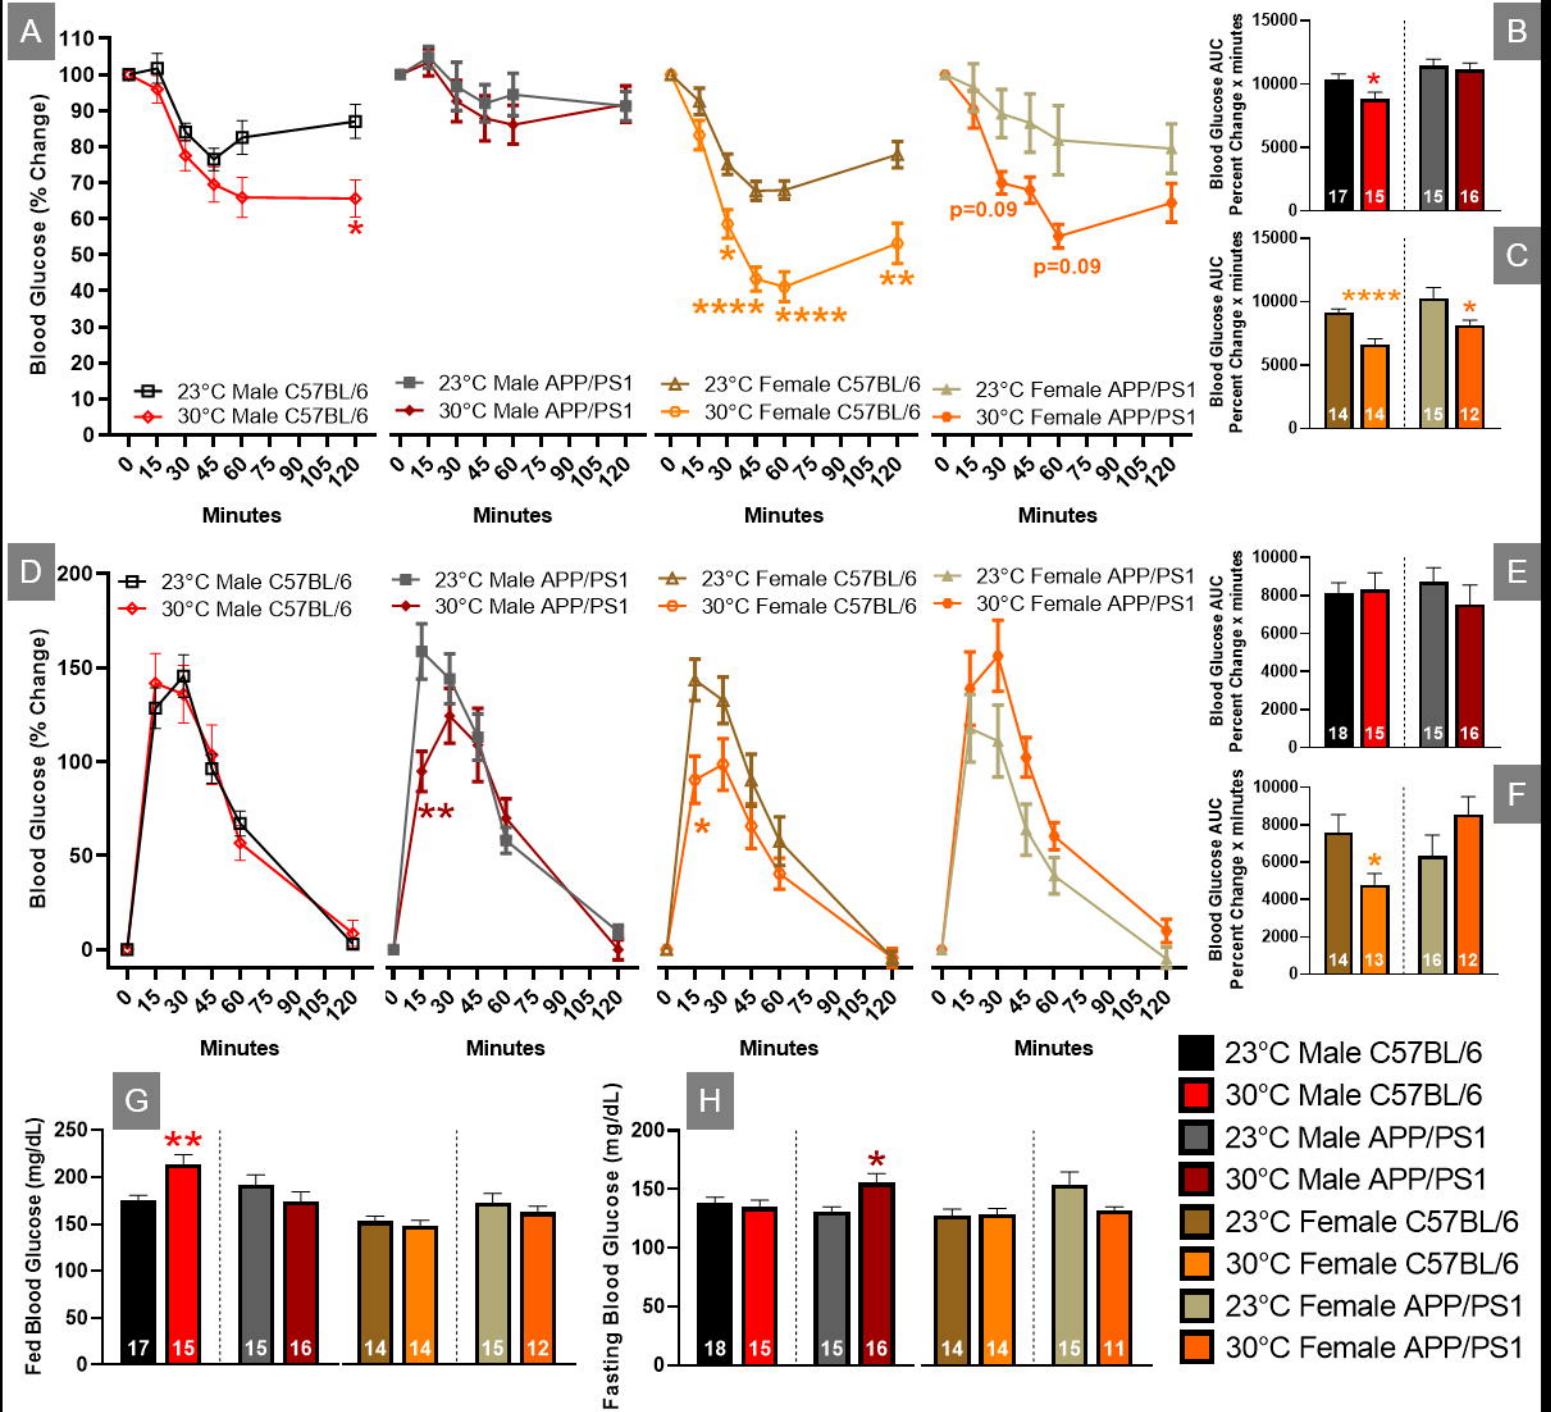 A
Blood Glucose (% Change)
110
100
90
80
70
60
50
40
30
20
10
0
*
* **** **** **
p=0.09
p=0.09
23°C Male C57BL/6
30°C Male C57BL/6
23°C Male APP/PS1
30°C Male APP/PS1
23°C Female C57BL/6
30°C Female C57BL/6
23°C Female APP/PS1
30°C Female APP/PS1
0 15 30 45 60 75 90 105 120
0 15 30 45 60 75 90 105 120
0 15 30 45 60 75 90 105 120
0 15 30 45 60 75 90 105 120
Minutes Minutes Minutes Minutes
B
Blood Glucose AUC
Percent Change x minutes
15000
10000
5000
0
*
17 15 15 16
C
Blood Glucose AUC
Percent Change x minutes
15000
10000
5000
0
**** *
14 14 15 12
D
Blood Glucose (% Change)
200
150
100
50
0
23°C Male C57BL/6
30°C Male C57BL/6
23°C Male APP/PS1
30°C Male APP/PS1
23°C Female C57BL/6
30°C Female C57BL/6
23°C Female APP/PS1
30°C Female APP/PS1
** *
0 15 30 45 60 75 90 105 120
0 15 30 45 60 75 90 105 120
0 15 30 45 60 75 90 105 120
0 15 30 45 60 75 90 105 120
Minutes Minutes Minutes Minutes
E
Blood Glucose AUC
Percent Change x minutes
10000
8000
6000
4000
2000
0
18 15 15 16
F
Blood Glucose AUC
Percent Change x minutes
10000
8000
6000
4000
2000
0
*
14 13 16 12
G
Fed Blood Glucose (mg/dL)
250
200
150
100
50
0
**
17 15 15 16 14 14 15 12
H
Fasting Blood Glucose (mg/dL)
200
150
100
50
0
*
18 15 15 16 14 14 15 11
23°C Male C57BL/6
30°C Male C57BL/6
23°C Male APP/PS1
30°C Male APP/PS1
23°C Female C57BL/6
30°C Female C57BL/6
23°C Female APP/PS1
30°C Female APP/PS1